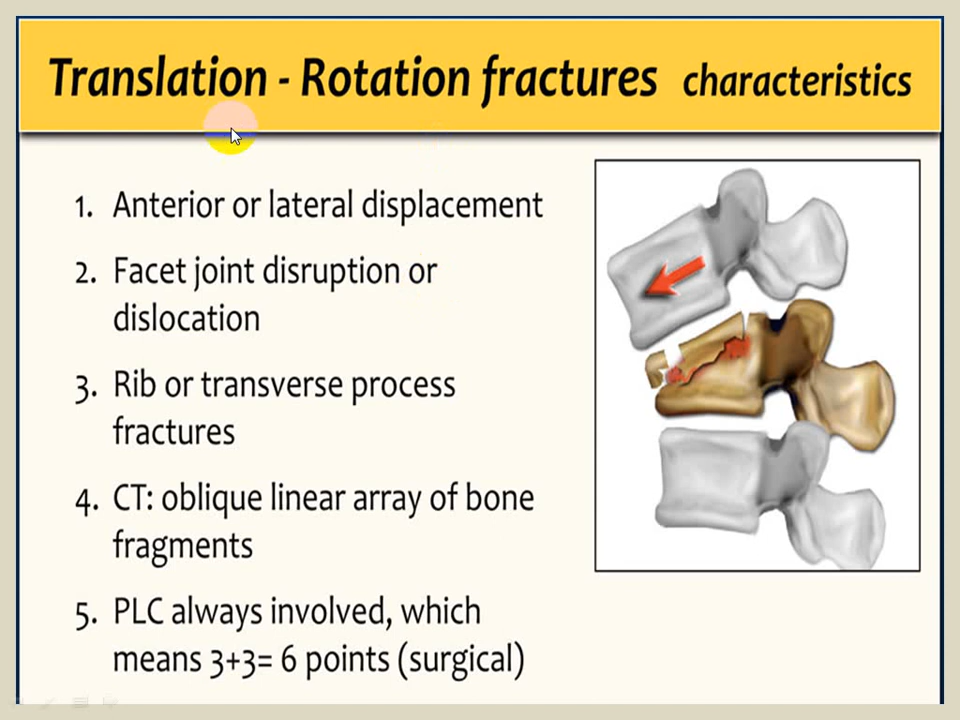 Translation - Rotation fractures characteristics
1. Anterior or lateral displacement
2. Facet joint disruption or
dislocation
3. Rib or transverse process
fractures
4. CT: oblique linear array of bone
fragments
5. PLC always involved, which
means 3+3= 6 points (surgical)